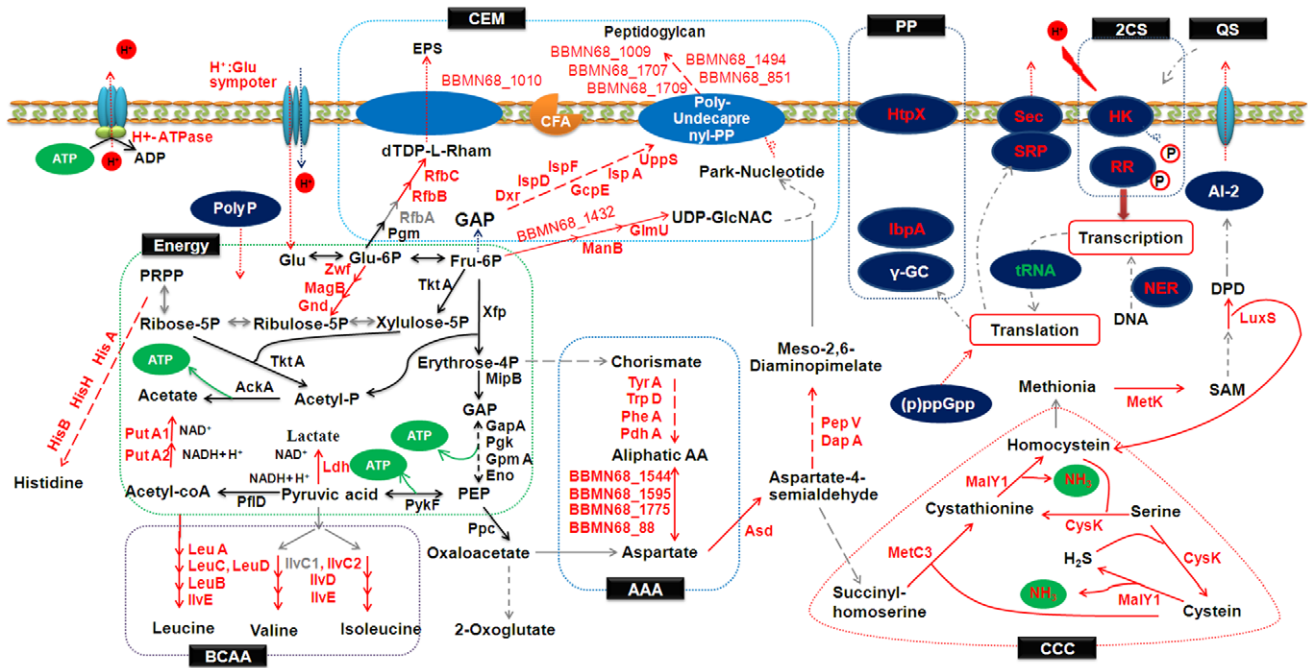 CEM
PP
2CS
QS
Peptidogylcan
EPS
BBMN68_1009
BBMN68_1494
BBMN68_1707
BBMN68_851
BBMN68_1709
BBMN68_1010
H+
H+:Glu
sympoter
H+
H+-ATPase
ATP
ADP
H+
H+
CFA
Poly-
Undecapre
nyl-PP
HtpX
Sec
SRP
HK
P
RR
P
AI-2
dTDP-L-Rham
RfbC
RfbB
RfbA
Pgm
Dxr
IspD
IspF
GcpE
Isp A
UppS
Park-Nucleotide
GAP
BBMN68_1432
ManB
GlmU
UDP-GlcNAC
Poly P
Energy
IbpA
γ-GC
Transcription
tRNA
NER
DNA
Translation
(p)ppGpp
DPD
LuxS
SAM
MetK
Methionia
PRPP
Glu
Glu-6P
Fru-6P
Zwf
MagB
Gnd
Tkt A
Xfp
Ribose-5P
Ribulose-5P
Xylulose-5P
His A
HisH
HisB
Histidine
ATP
Tkt A
Erythrose-4P
MipB
Acetate
AckA
Acetyl-P
GAP
GapA
Pgk
Gpm A
Eno
ATP
ATP
Put A1
NAD+
Put A2
NADH+H+
Lactate
NAD+
NADH+H+
Ldh
Acetyl-coA
PflD
Pyruvic acid
PykF
PEP
Ppc
Oxaloacetate
2-Oxoglutate
Leu A
LeuC, LeuD
LeuB
IlvE
IlvC1, IlvC2
IlvD
IlvE
Leucine
Valine
Isoleucine
BCAA
Chorismate
Tyr A
Trp D
Phe A
Pdh A
Aliphatic AA
BBMN68_1544
BBMN68_1595
BBMN68_1775
BBMN68_88
Aspartate
AAA
Asd
Meso-2,6-
Diaminopimelate
Pep V
Dap A
Aspartate-4-
semialdehyde
Succinyl-
homoserine
Homocystein
MalY1
NH3
Cystathionine
CysK
Serine
MetC3
H2S
CysK
NH3
MalY1
Cystein
CCC